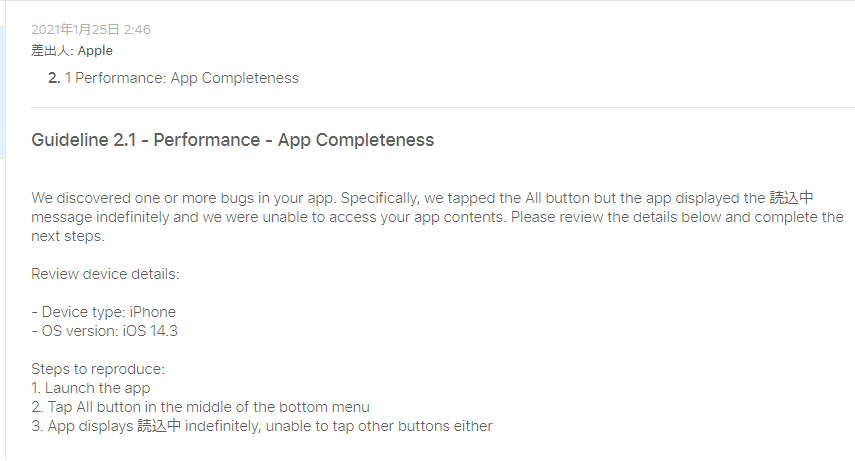 2021年1月25日 2:46
差出人: Apple
2. 1 Performance: App Completeness
Guideline 2.1 - Performance - App Completeness
We discovered one or more bugs in your app. Specifically, we tapped the All button but the app displayed the 読込中
message indefinitely and we were unable to access your app contents. Please review the details below and complete the
next steps.
Review device details:
- Device type: iPhone
- OS version: iOS 14.3
Steps to reproduce:
1. Launch the app
2. Tap All button in the middle of the bottom menu
3. App displays 読込中 indefinitely, unable to tap other buttons either